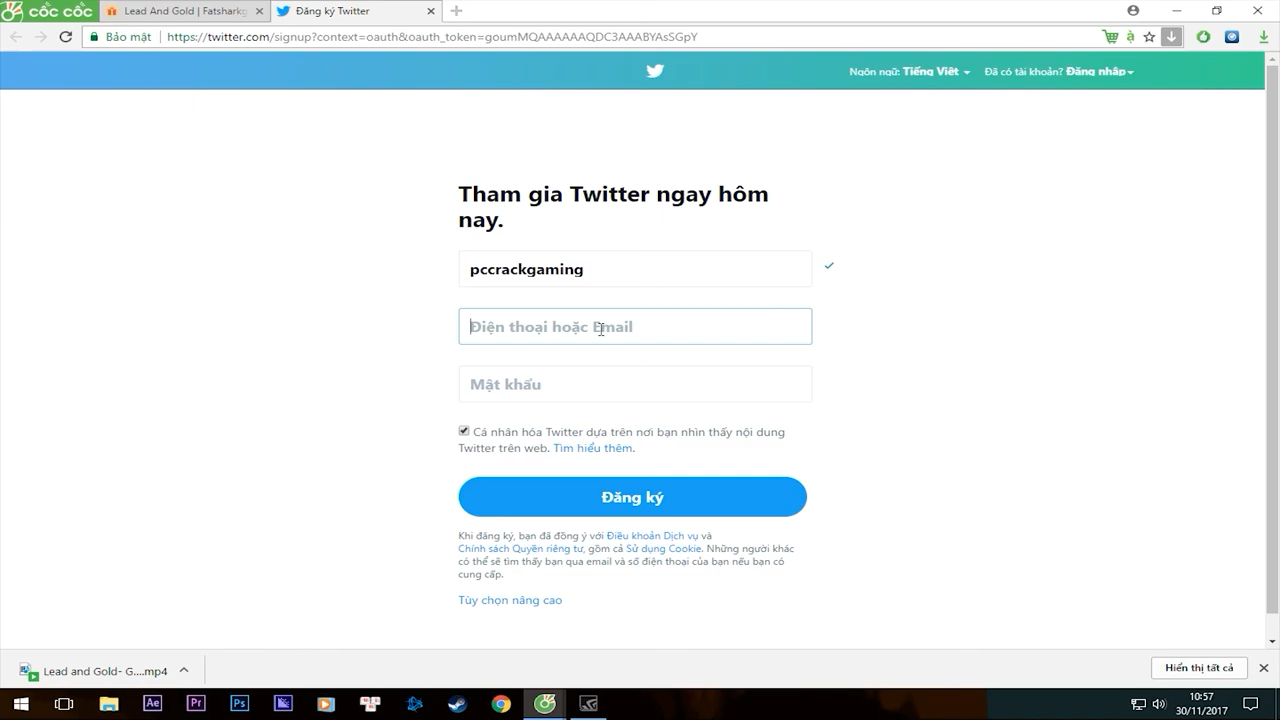 cốc cốc
Lead And Gold | Fatsharkg
Đăng ký Twitter
Bảo mật
https://twitter.com/signup?context=oauth&oauth_token=goumMQAAAAAAQDC3AAABYAsSGpY
Ngôn ngữ: Tiếng Việt
Đã có tài khoản? Đăng nhập
Tham gia Twitter ngay hôm
nay.
pccrackgaming
Điện thoại hoặc Email
Mật khẩu
Cá nhân hóa Twitter dựa trên nơi bạn nhìn thấy nội dung
Twitter trên web. Tìm hiểu thêm.
Đăng ký
Khi đăng ký, bạn đã đồng ý với Điều khoản Dịch vụ và
Chính sách Quyền riêng tư, gồm cả Sử dụng Cookie. Những người khác
có thể sẽ tìm thấy bạn qua email và số điện thoại của bạn nếu bạn có
cung cấp.
Tùy chọn nâng cao
Lead and Gold- G....mp4
Hiển thị tất cả
Ae
Pr
Ps
10:57
30/11/2017